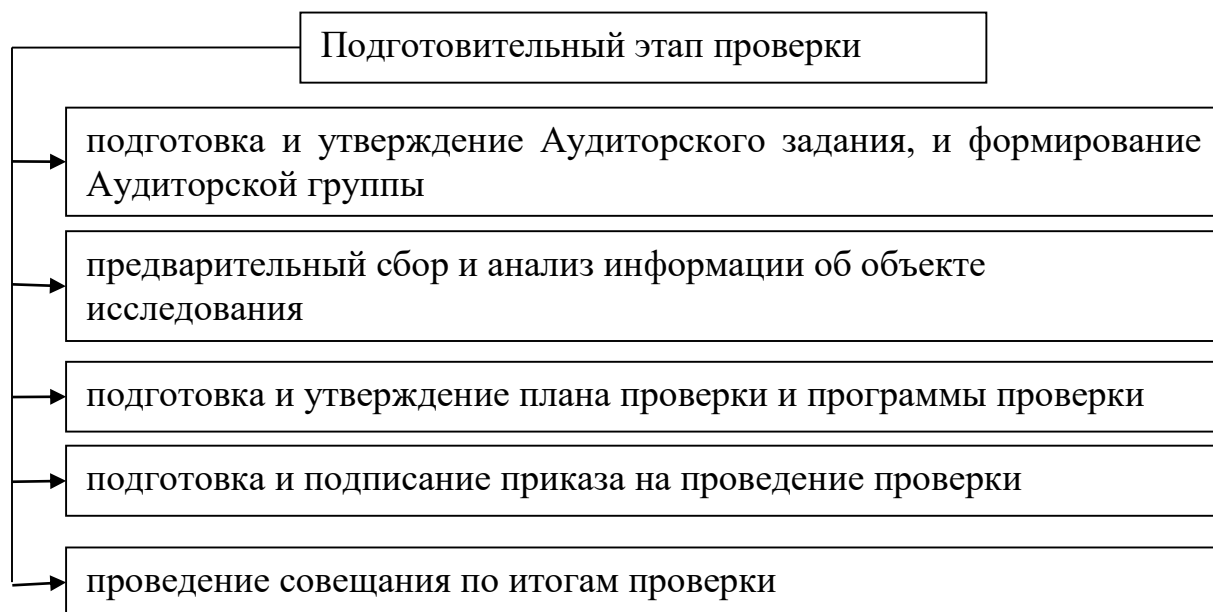 Подготовительный этап проверки
подготовка и утверждение Аудиторского задания, и формирование
Аудиторской группы
предварительный сбор и анализ информации об объекте
исследования
подготовка и утверждение плана проверки и программы проверки
подготовка и подписание приказа на проведение проверки
проведение совещания по итогам проверки